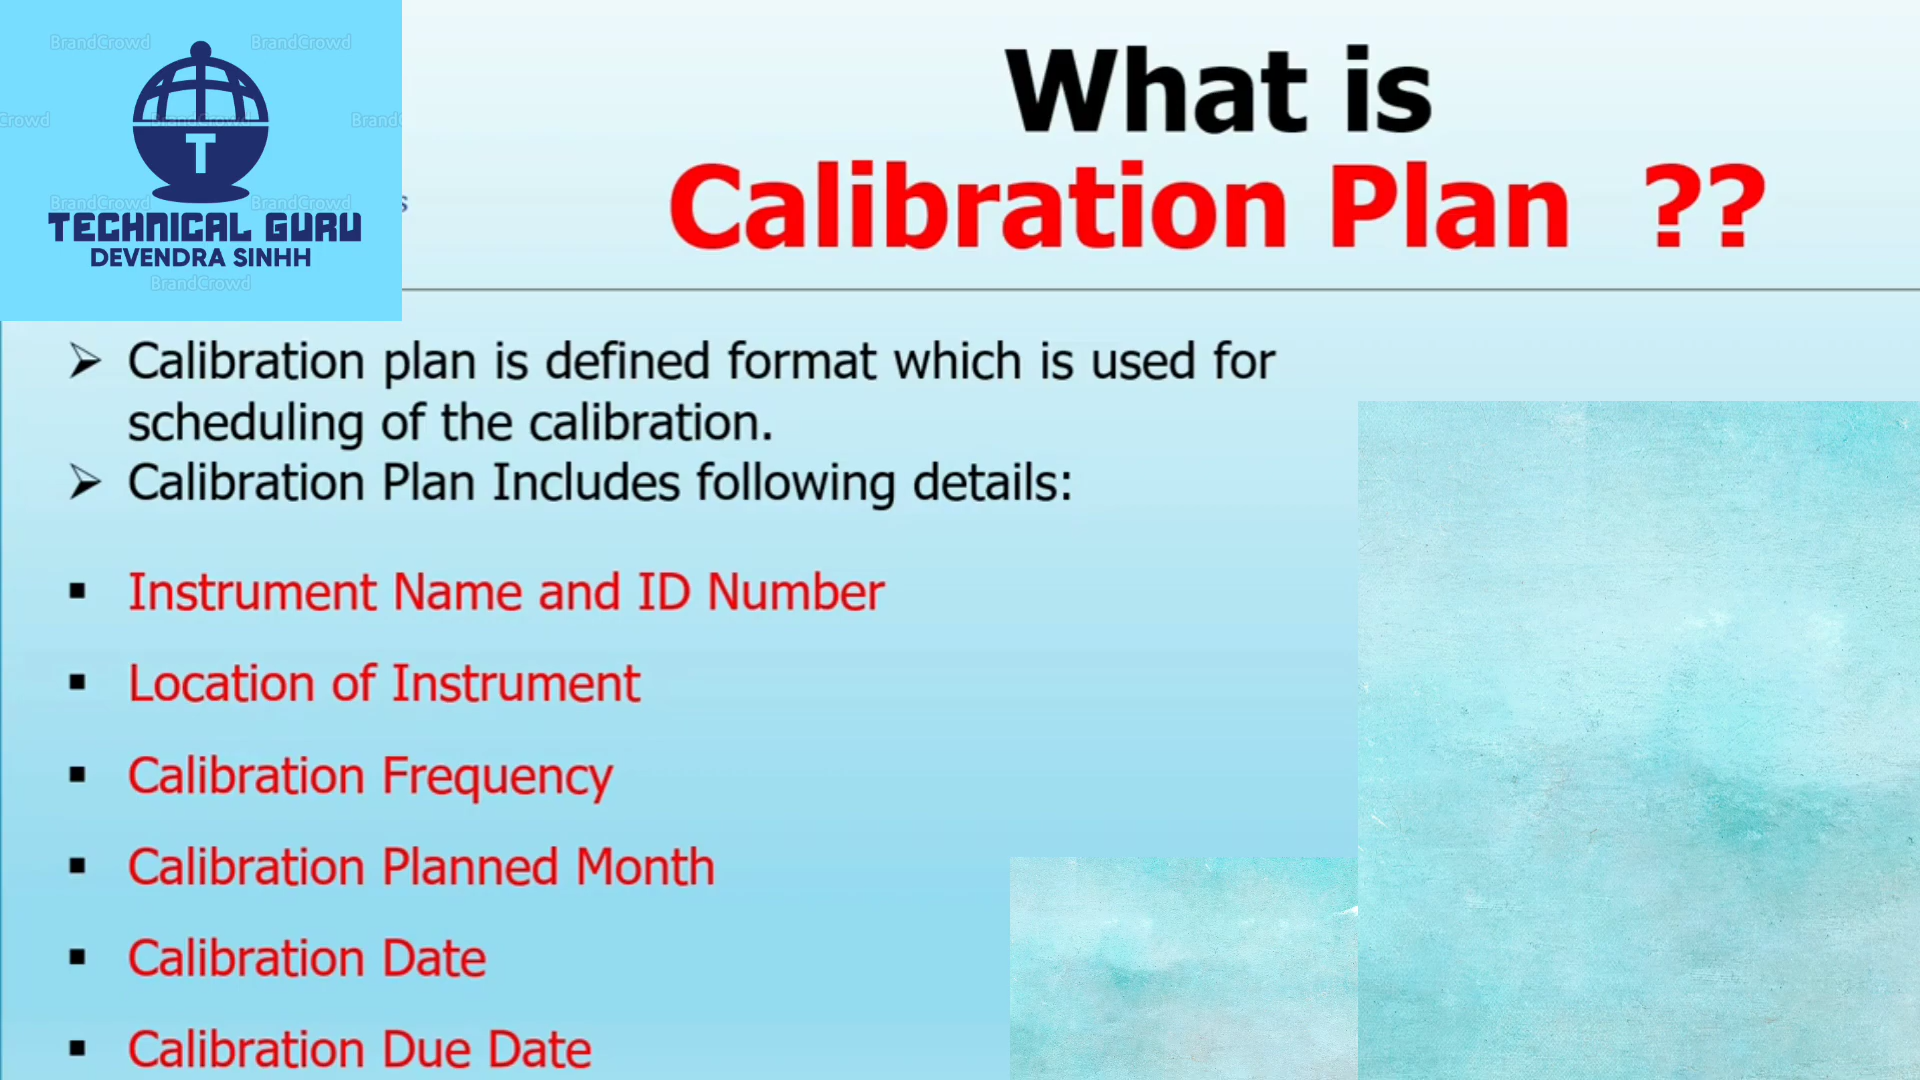 BrandCrowd BrandCrowd
Crowd BrandCrowd Brand
T
BrandCrowd BrandCrowd
TECHNICAL GURU
DEVENDRA SINHH
BrandCrowd
s
What is
Calibration Plan ??
➢ Calibration plan is defined format which is used for
scheduling of the calibration.
➢ Calibration Plan Includes following details:
▪ Instrument Name and ID Number
▪ Location of Instrument
▪ Calibration Frequency
▪ Calibration Planned Month
▪ Calibration Date
▪ Calibration Due Date